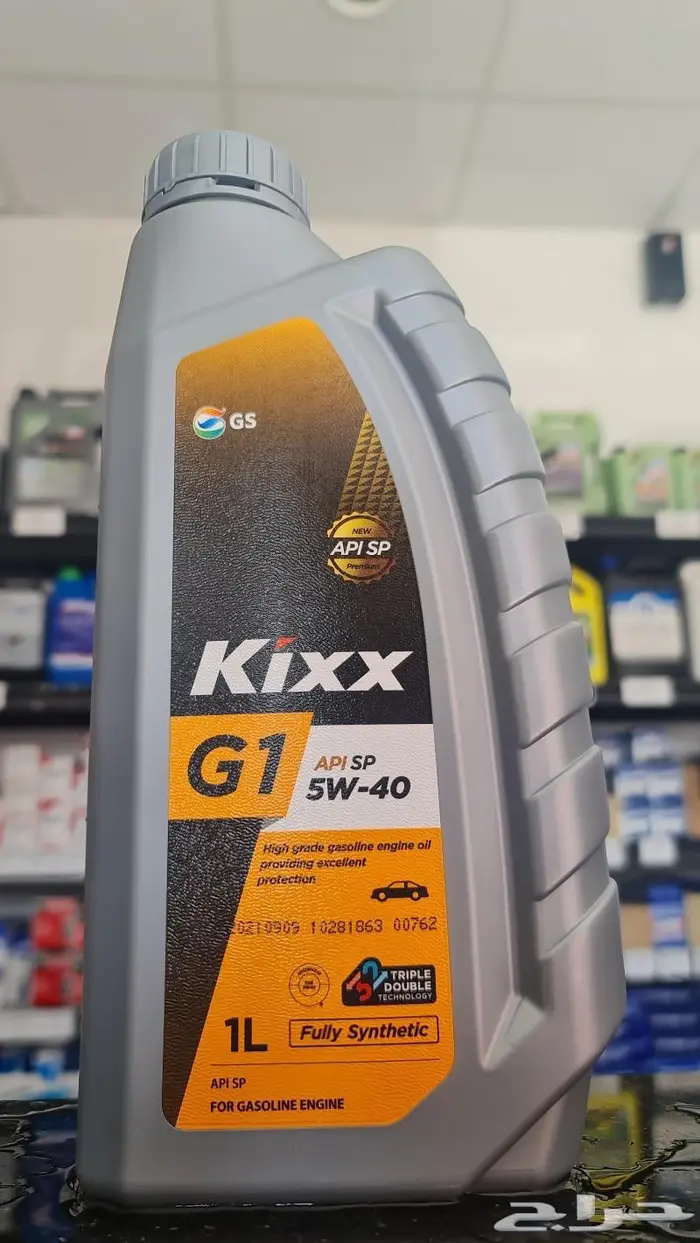 GS
NEW
API SP
Premium
Kixx
G1
API SP
5W-40
High grade gasoline engine oil
providing excellent
protection
20210909 10281863 00762
TRIPLE
DOUBLE
TECHNOLOGY
1L
Fully Synthetic
API SP
FOR GASOLINE ENGINE
حراج